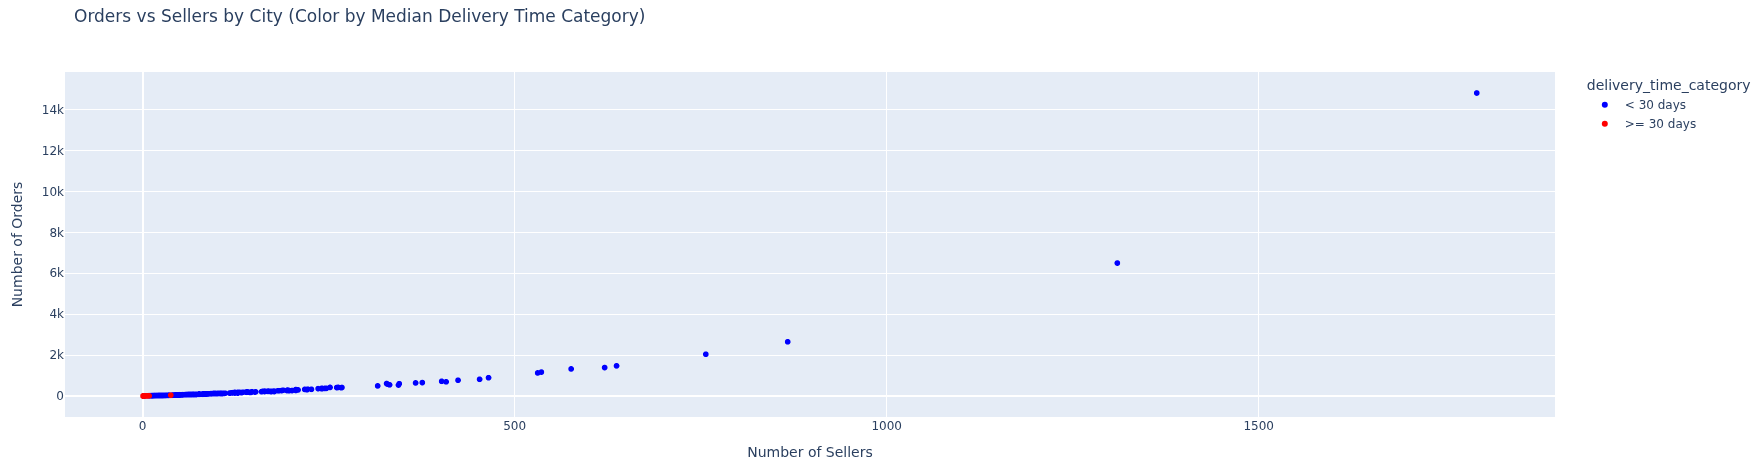 Orders vs Sellers by City (Color by Median Delivery Time Category)
delivery_time_category
< 30 days
>= 30 days
Number of Orders
14k
12k
10k
8k
6k
4k
2k
0
0
500
1000
1500
Number of Sellers